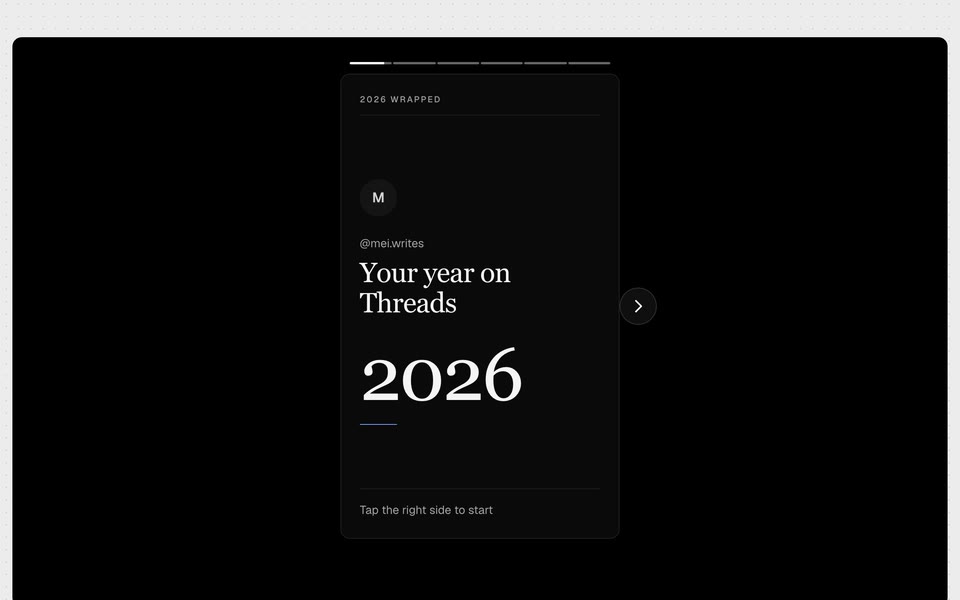 2026 WRAPPED
M
@mei.writes
Your year on
Threads
2026
Tap the right side to start